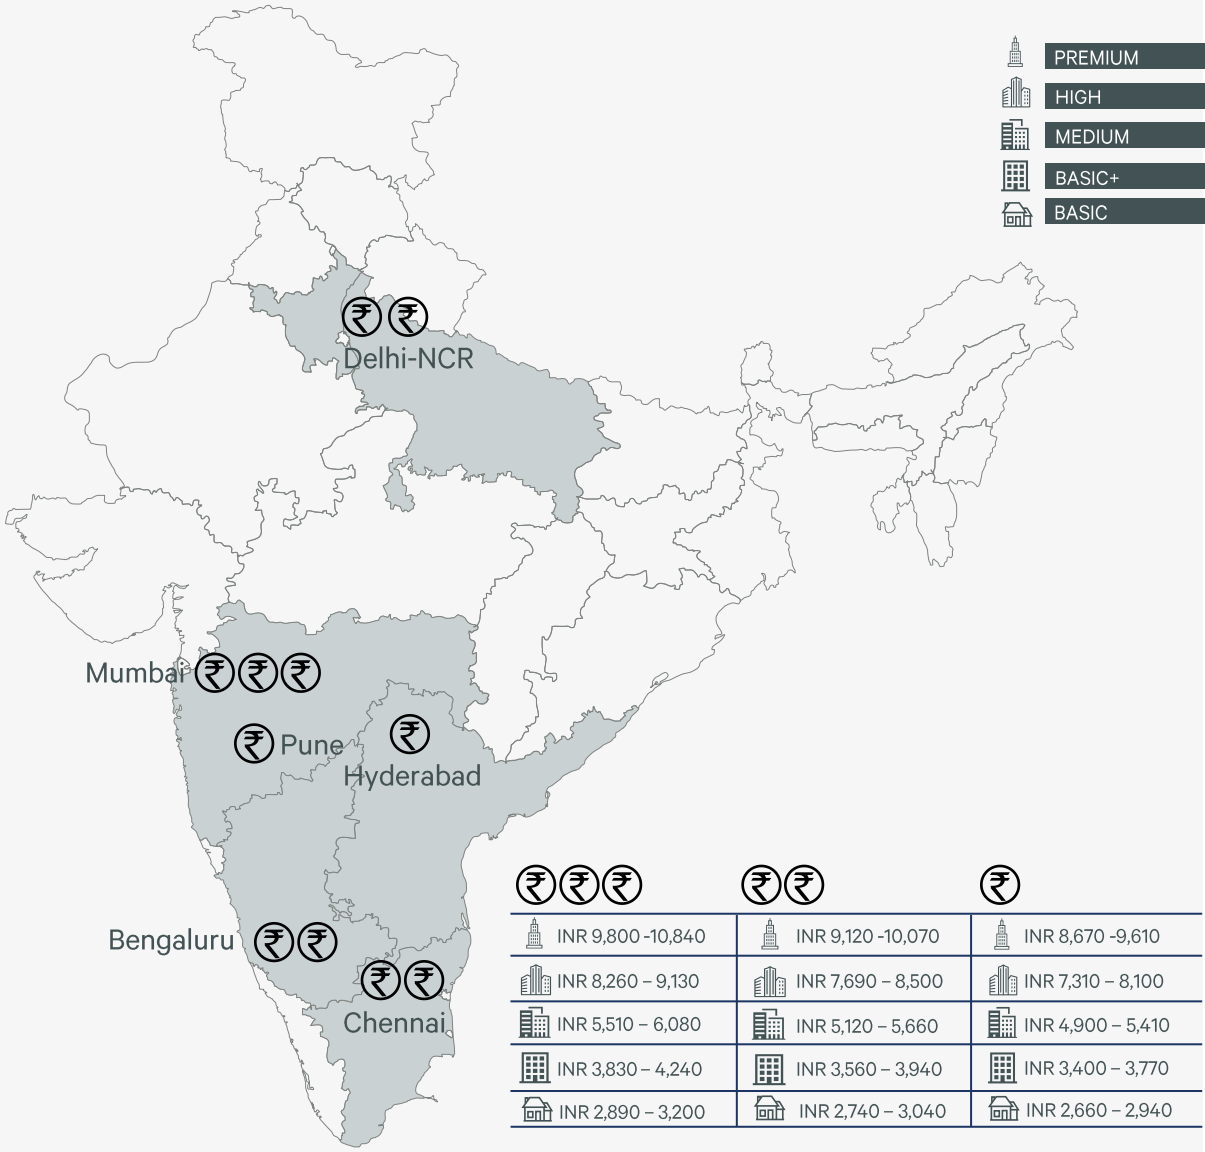 PREMIUM
HIGH
MEDIUM
BASIC+
BASIC
₹ ₹
Delhi-NCR
Mumbai ₹ ₹ ₹
₹ Pune
₹
Hyderabad
Bengaluru ₹ ₹
₹ ₹
Chennai
₹ ₹ ₹ ₹ ₹ ₹
INR 9,800 -10,840 INR 9,120 -10,070 INR 8,670 -9,610
INR 8,260 – 9,130 INR 7,690 – 8,500 INR 7,310 – 8,100
INR 5,510 – 6,080 INR 5,120 – 5,660 INR 4,900 – 5,410
INR 3,830 – 4,240 INR 3,560 – 3,940 INR 3,400 – 3,770
INR 2,890 – 3,200 INR 2,740 – 3,040 INR 2,660 – 2,940